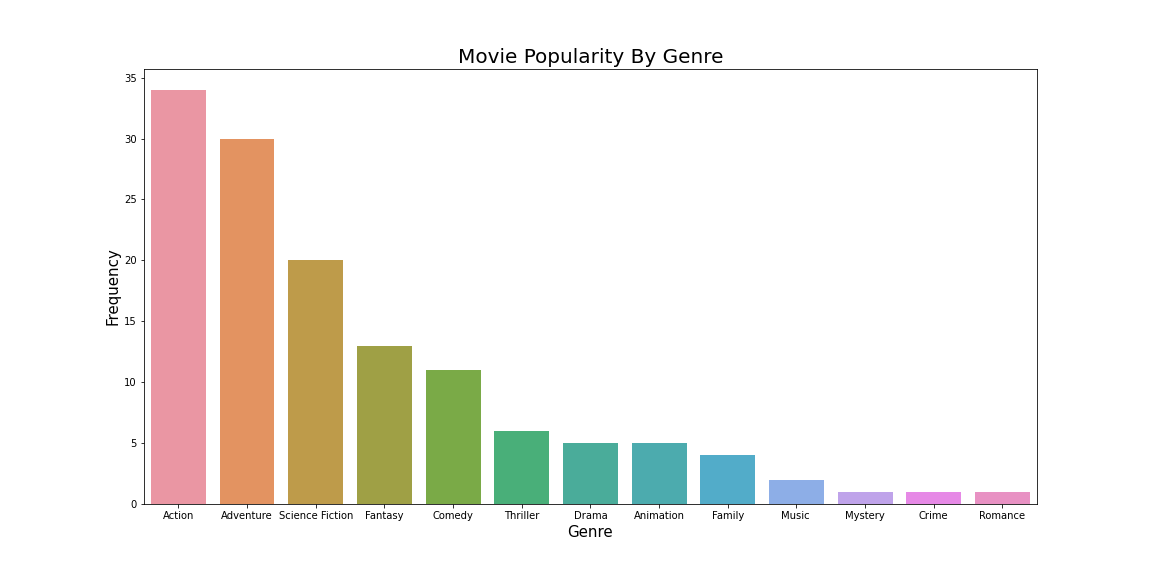 Movie Popularity By Genre
35
30
25
20
15
10
5
0
Frequency
Action Adventure Science Fiction Fantasy Comedy Thriller Drama Animation Family Music Mystery Crime Romance
Genre